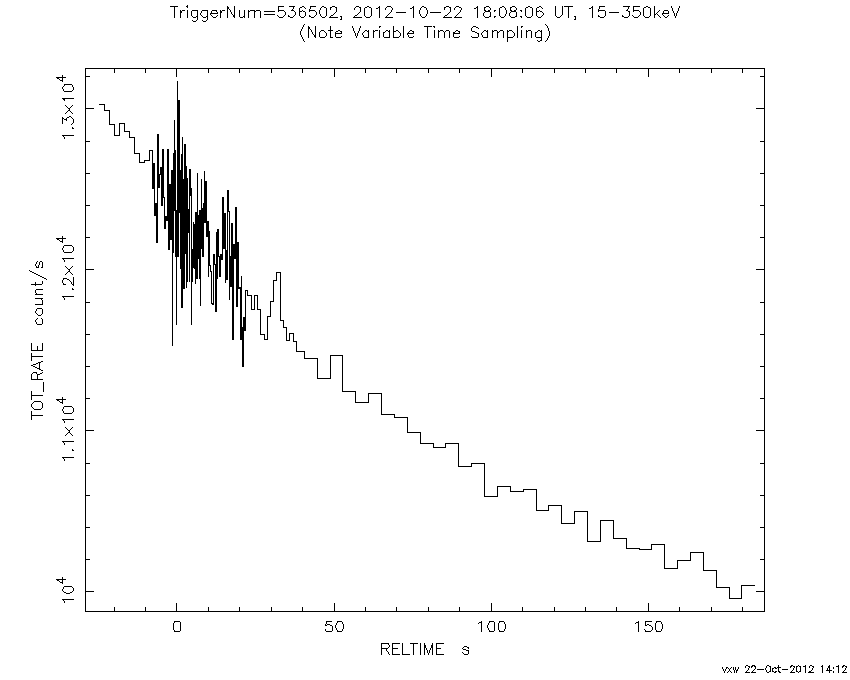 TriggerNum=536502, 2012-10-22 18:08:06 UT, 15-350keV
(Note Variable Time Sampling)
1.3×10⁴
1.2×10⁴
1.1×10⁴
10⁴
TOT_RATE count/s
0 50 100 150
RELTIME s
vxw 22-Oct-2012 14:12